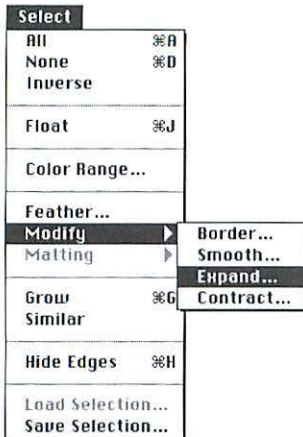 Select
All ⌘A
None ⌘D
Inverse
Float ⌘J
Color Range...
Feather...
Modify
Border...
Matting
Smooth...
Expand...
Grow ⌘G
Contract...
Similar
Hide Edges ⌘H
Load Selection...
Save Selection...